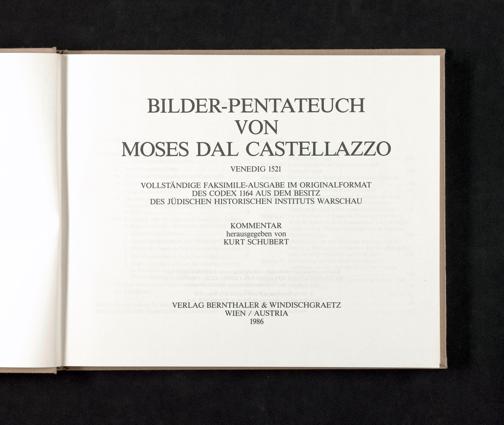 BILDER-PENTATEUCH
VON
MOSES DAL CASTELLAZZO
VENEDIG 1521
VOLLSTÄNDIGE FAKSIMILE-AUSGABE IM ORIGINALFORMAT
DES CODEX 1164 AUS DEM BESITZ
DES JÜDISCHEN HISTORISCHEN INSTITUTS WARSCHAU
KOMMENTAR
herausgegeben von
KURT SCHUBERT
VERLAG BERNTHALER & WINDISCHGRAETZ
WIEN / AUSTRIA
1986